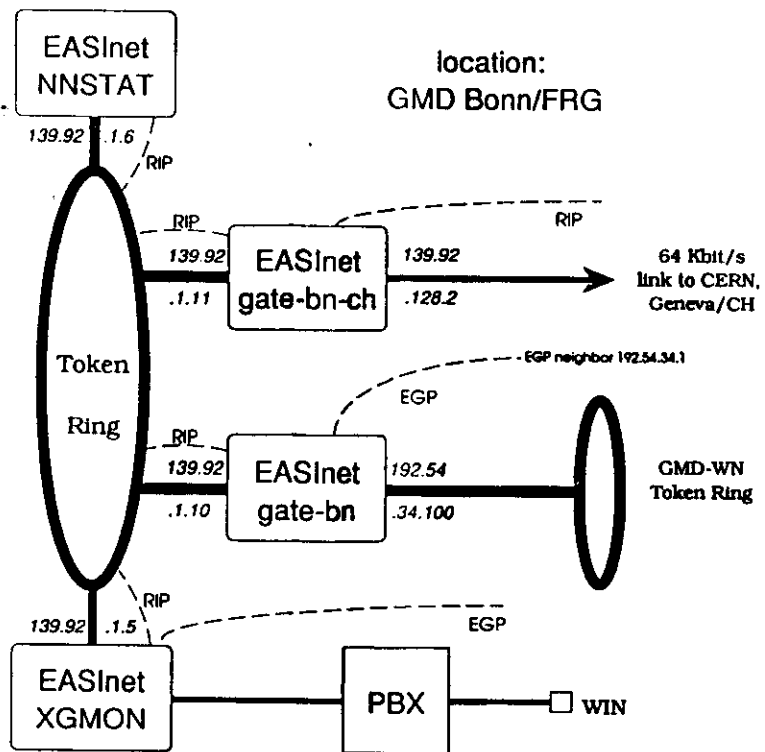 EASInet
NNSTAT
location:
GMD Bonn/FRG
139.92 .1.6
RIP
RIP
RIP
139.92
EASInet
139.92
64 Kbit/s
gate-bn-ch
link to CERN,
.1.11
.128.2
Geneva/CH
Token
EGP neighbor 192.54.34.1
EGP
Ring
RIP
139.92
EASInet
192.54
GMD-WN
gate-bn
Token Ring
.1.10
.34.100
RIP
139.92 .1.5
EGP
EASInet
XGMON
PBX
WIN